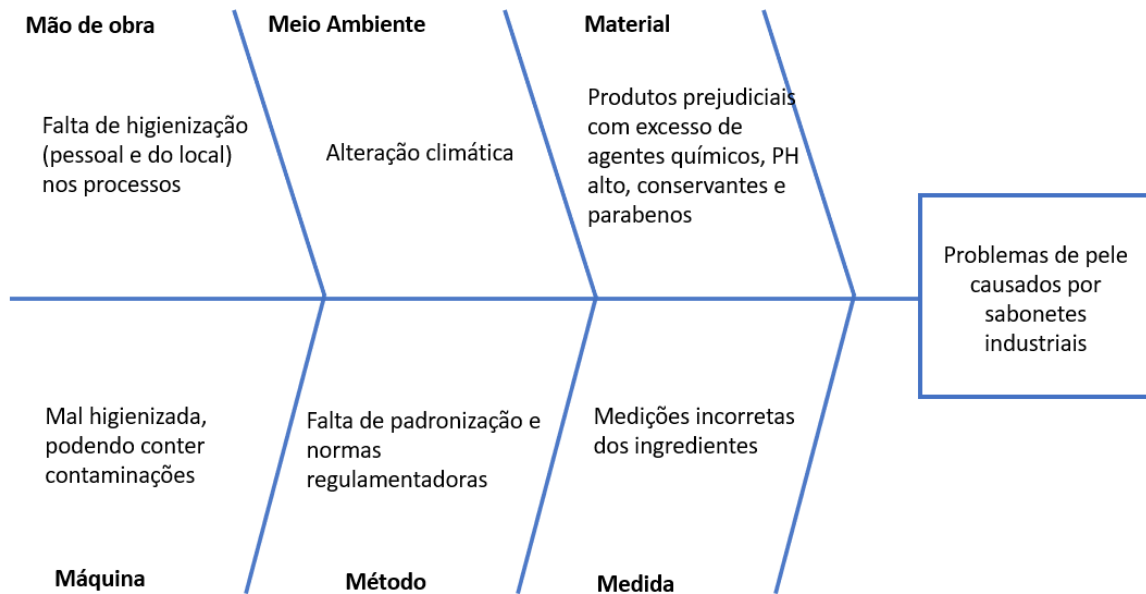 Mão de obra
Meio Ambiente
Material
Falta de higienização
(pessoal e do local)
nos processos
Alteração climática
Produtos prejudiciais
com excesso de
agentes químicos, PH
alto, conservantes e
parabenos
Problemas de pele
causados por
sabonetes
industriais
Mal higienizada,
podendo conter
contaminações
Falta de padronização e
normas
regulamentadoras
Medições incorretas
dos ingredientes
Máquina
Método
Medida